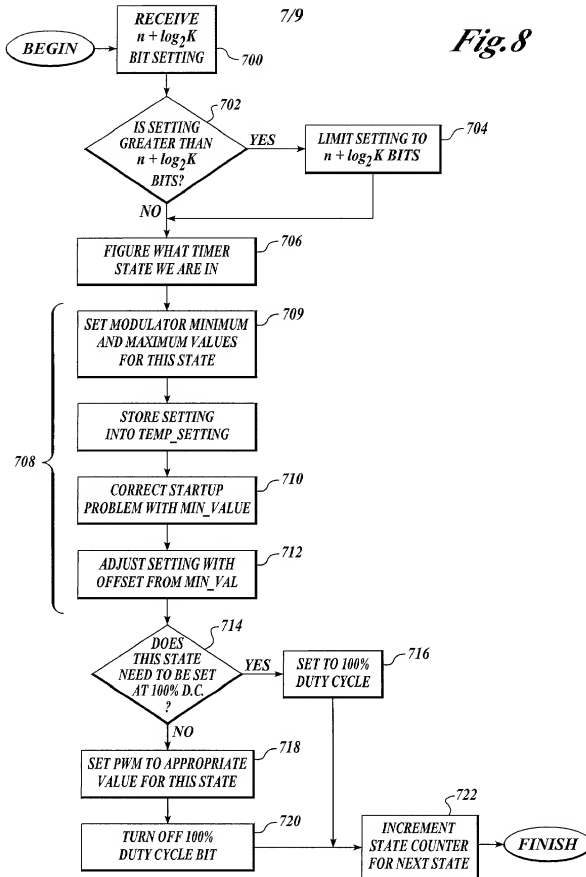 7/9
Fig. 8
BEGIN
RECEIVE
n + log2K
BIT SETTING
700
702
IS SETTING
GREATER THAN
n + log2K
BITS?
YES
LIMIT SETTING TO
n + log2K BITS
704
NO
FIGURE WHAT TIMER
STATE WE ARE IN
706
708
SET MODULATOR MINIMUM
AND MAXIMUM VALUES
FOR THIS STATE
709
STORE SETTING
INTO TEMP_SETTING
CORRECT STARTUP
PROBLEM WITH MIN_VALUE
710
ADJUST SETTING WITH
OFFSET FROM MIN_VAL
712
714
DOES
THIS STATE
NEED TO BE SET
AT 100% D.C.
?
YES
SET TO 100%
DUTY CYCLE
716
NO
SET PWM TO APPROPRIATE
VALUE FOR THIS STATE
718
TURN OFF 100%
DUTY CYCLE BIT
720
722
INCREMENT
STATE COUNTER
FOR NEXT STATE
FINISH